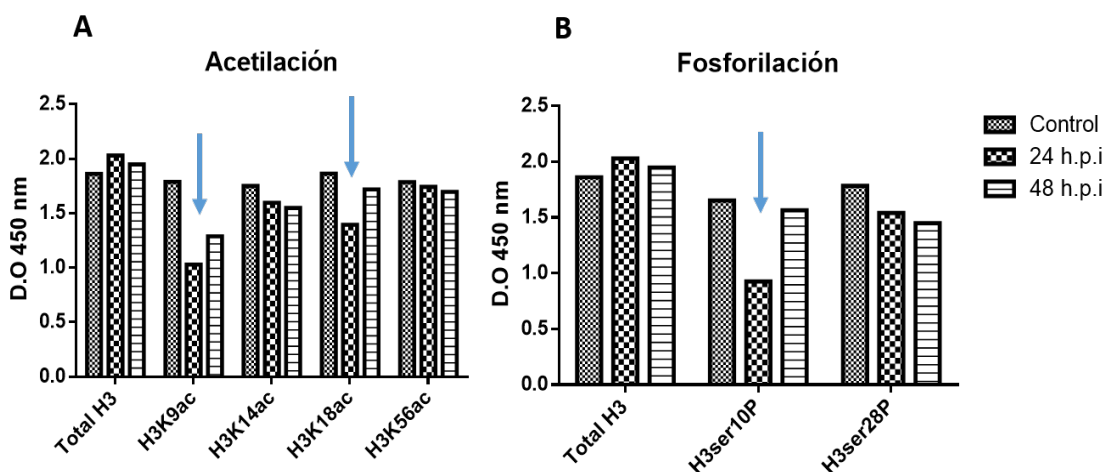 A
Acetilación
D.O 450 nm
2.5
2.0
1.5
1.0
0.5
0.0
Total H3
H3K9ac
H3K14ac
H3K18ac
H3K56ac
B
Fosforilación
D.O 450 nm
2.5
2.0
1.5
1.0
0.5
0.0
Total H3
H3ser10P
H3ser28P
Control
24 h.p.i
48 h.p.i